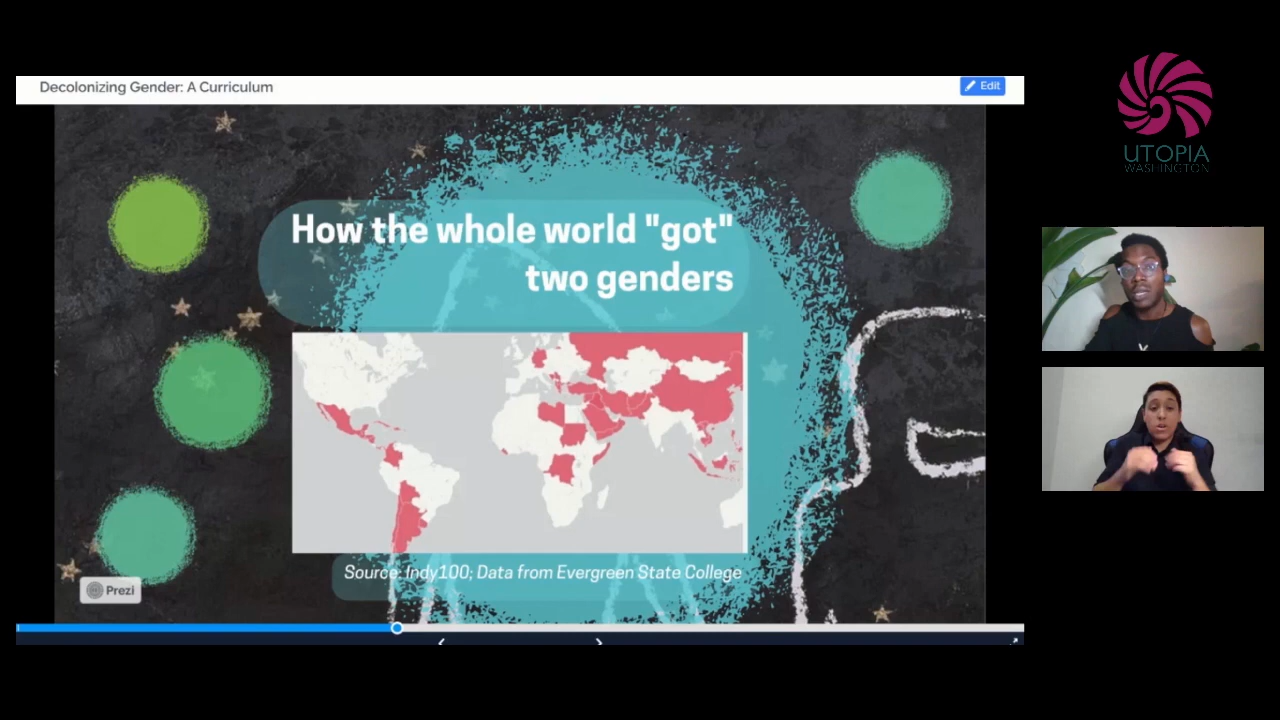 Decolonizing Gender: A Curriculum
Edit
How the whole world "got"
two genders
Source: Indy100; Data from Evergreen State College
Prezi
UTOPIA
WASHINGTON